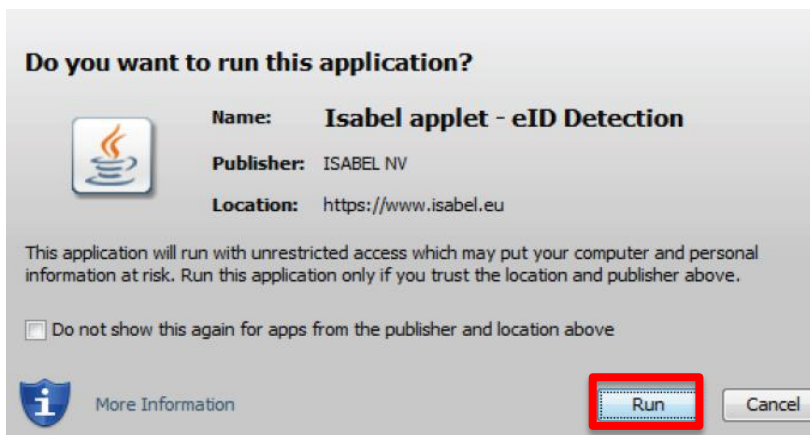 Do you want to run this application?
Name: Isabel applet - eID Detection
Publisher: ISABEL NV
Location: https://www.isabel.eu
This application will run with unrestricted access which may put your computer and personal
information at risk. Run this application only if you trust the location and publisher above.
Do not show this again for apps from the publisher and location above
More Information Run Cancel